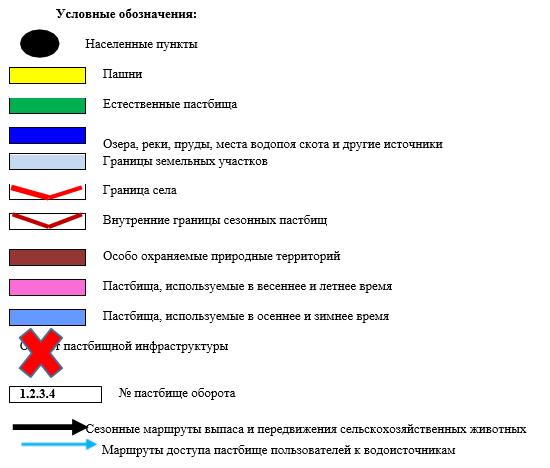 Условные обозначения:
Населенные пункты
Пашни
Естественные пастбища
Озера, реки, пруды, места водопоя скота и другие источники
Границы земельных участков
Граница села
Внутренние границы сезонных пастбищ
Особо охраняемые природные территорий
Пастбища, используемые в весеннее и летнее время
Пастбища, используемые в осеннее и зимнее время
пастбищной инфраструктуры
1.2.3.4 № пастбище оборота
Сезонные маршруты выпаса и передвижения сельскохозяйственных животных
Маршруты доступа пастбище пользователей к водоисточникам